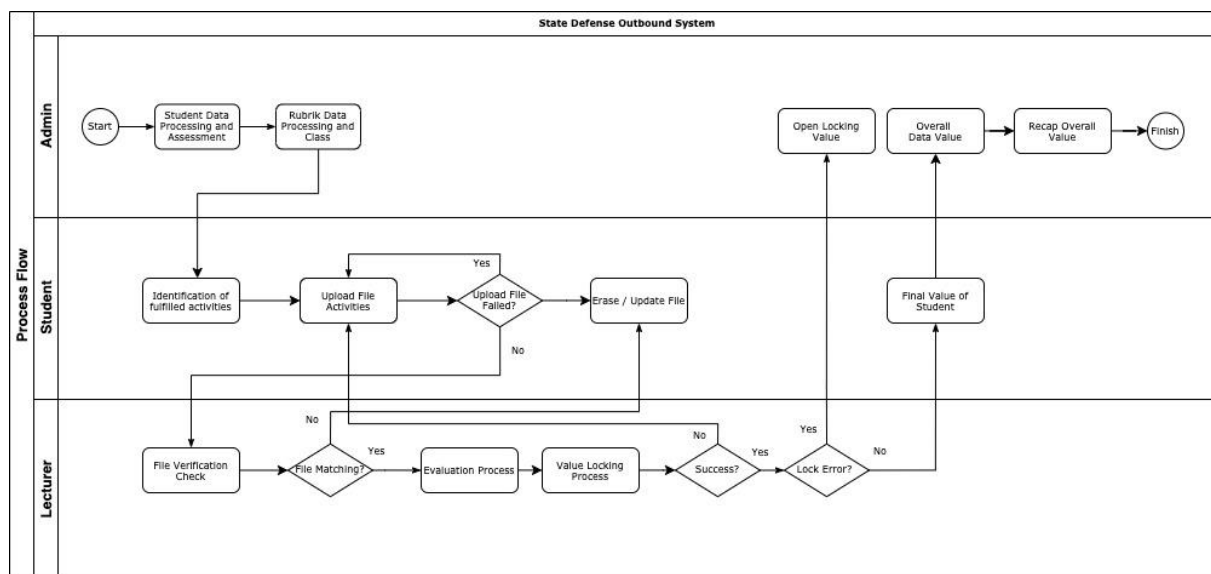 State Defense Outbound System
Process Flow
Admin
Start
Student Data
Processing and
Assessment
Rubrik Data
Processing and
Class
Open Locking
Value
Overall
Data Value
Recap Overall
Value
Finish
Student
Identification of
fulfilled activities
Upload File
Activities
Yes
Upload File
Failed?
No
Erase / Update File
Final Value of
Student
Lecturer
File Verification
Check
No
File Matching?
Yes
Evaluation Process
Value Locking
Process
No
Success?
Yes
Yes
Lock Error?
No